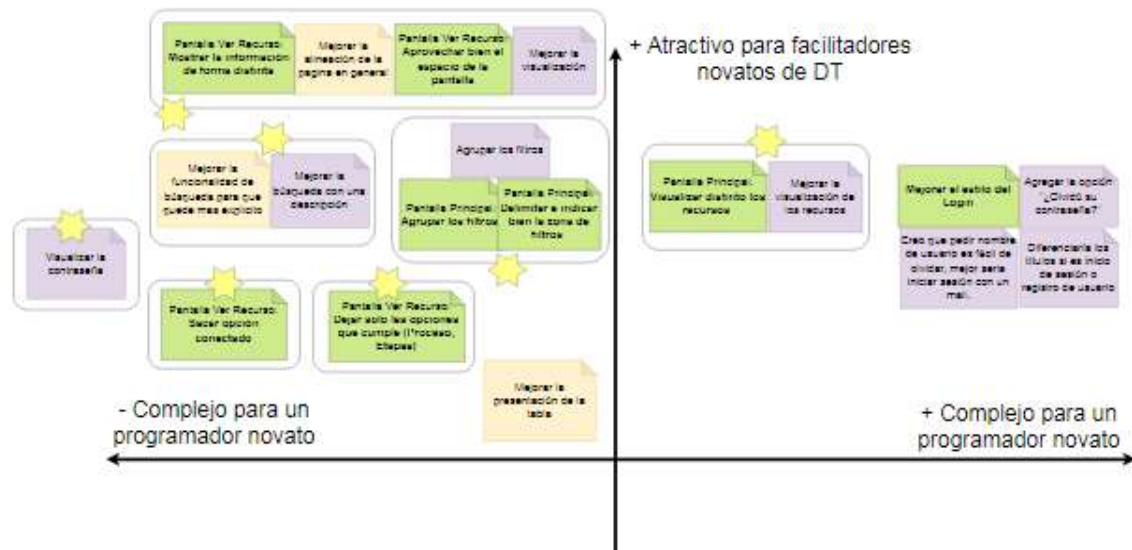 Pantalla Ver Recurso:
Mostrar la información
de forma distinta
Mejorar la
alineación de la
pagina en general
Pantalla Ver Recurso:
Aprovechar bien el
espacio de la
pantalla
Mejorar la
visualización
+ Atractivo para facilitadores
novatos de DT
Mejorar la
funcionalidad de
búsqueda para que
quede mas explicito
Mejorar la
búsqueda con una
descripción
Agrupar los filtros
Pantalla Principal:
Agrupar los filtros
Pantalla Principal:
Delimitar e indicar
bien la zona de
filtros
Pantalla Principal:
Visualizar distinto los
recursos
Mejorar la
visualización de
los recursos
Mejorar el estilo del
Login
Agregar la opción
"¿Olvidó su
contraseña?"
Creo que pedir nombre
de usuario es fácil de
olvidar, mejor sería
iniciar sesión con un
mail.
Diferenciaría los
títulos si es inicio
de sesión o
registro de usuario
Visualizar la
contraseña
Pantalla Ver Recurso:
Sacar opción
conectado
Pantalla Ver Recurso:
Dejar solo las opciones
que cumple (Proceso,
Etapas)
Mejorar la
presentación de la
tabla
- Complejo para un
programador novato
+ Complejo para un
programador novato